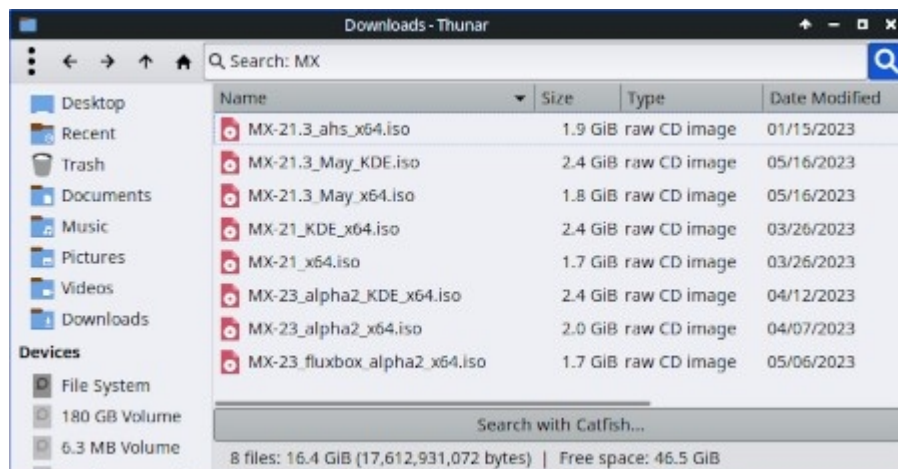 Downloads - Thunar
Search: MX
Desktop
Recent
Trash
Documents
Music
Pictures
Videos
Downloads
Devices
File System
180 GB Volume
6.3 MB Volume
Name Size Type Date Modified
MX-21.3_ahs_x64.iso 1.9 GiB raw CD image 01/15/2023
MX-21.3_May_KDE.iso 2.4 GiB raw CD image 05/16/2023
MX-21.3_May_x64.iso 1.8 GiB raw CD image 05/16/2023
MX-21_KDE_x64.iso 2.4 GiB raw CD image 03/26/2023
MX-21_x64.iso 1.7 GiB raw CD image 03/26/2023
MX-23_alpha2_KDE_x64.iso 2.4 GiB raw CD image 04/12/2023
MX-23_alpha2_x64.iso 2.0 GiB raw CD image 04/07/2023
MX-23_fluxbox_alpha2_x64.iso 1.7 GiB raw CD image 05/06/2023
Search with Catfish...
8 files: 16.4 GiB (17,612,931,072 bytes) | Free space: 46.5 GiB